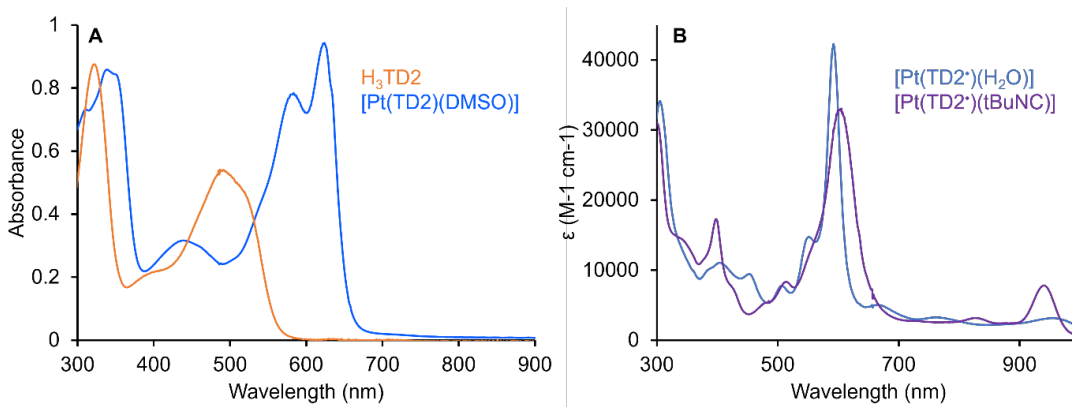 A
H₃TD2
[Pt(TD2)(DMSO)]
Absorbance
1
0.8
0.6
0.4
0.2
0
300 400 500 600 700 800 900
Wavelength (nm)
B
[Pt(TD2•)(H₂O)]
[Pt(TD2•)(tBuNC)]
ε (M-1 cm-1)
40000
30000
20000
10000
0
300 500 700 900
Wavelength (nm)